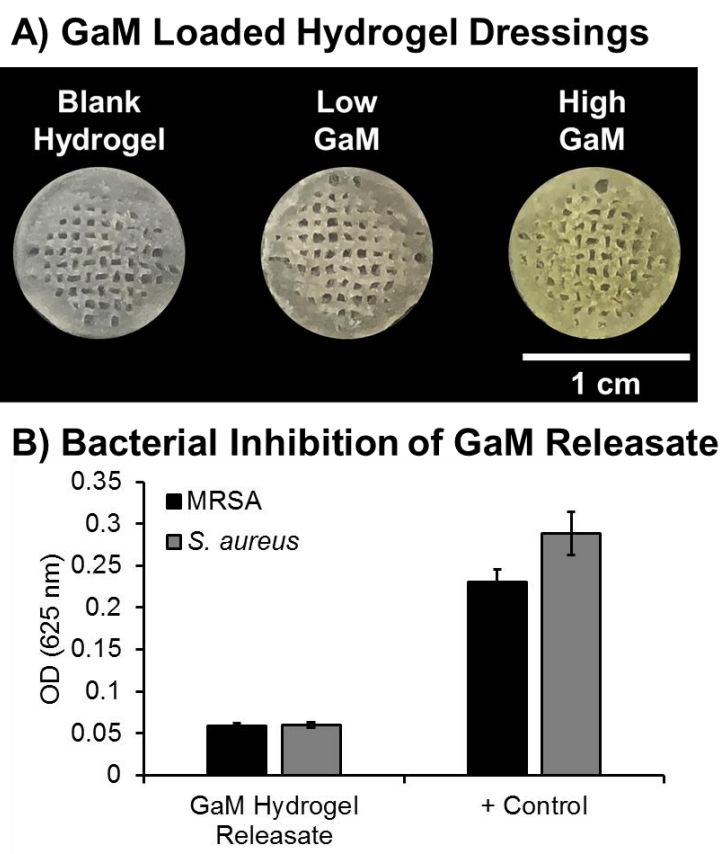 A) GaM Loaded Hydrogel Dressings
Blank
Hydrogel
Low
GaM
High
GaM
1 cm
B) Bacterial Inhibition of GaM Releasate
0.35
0.3
0.25
0.2
0.15
0.1
0.05
0
OD (625 nm)
MRSA
S. aureus
GaM Hydrogel
Releasate
+ Control